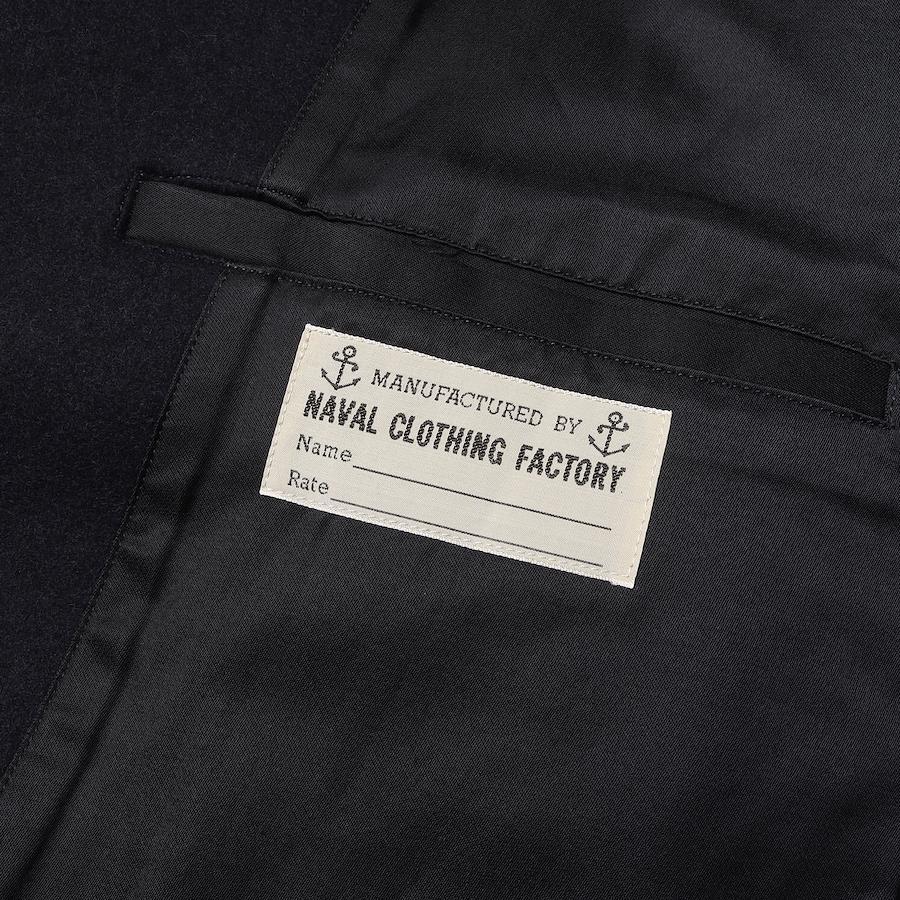 MANUFACTURED BY
NAVAL CLOTHING FACTORY
Name
Rate